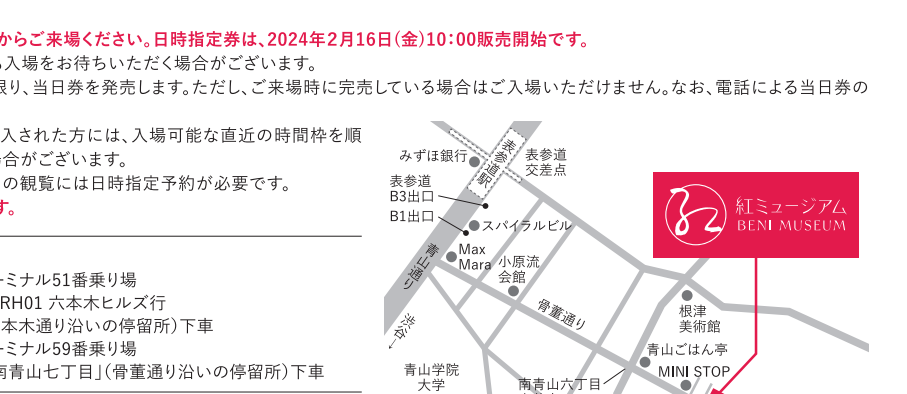 からご来場ください。日時指定券は、2024年2月16日(金)10:00販売開始です。
入場をお待ちいただく場合がございます。
限り、当日券を発売します。ただし、ご来場時に完売している場合はご入場いただけません。なお、電話による当日券の
入された方には、入場可能な直近の時間枠を順
場合がございます。
の観覧には日時指定予約が必要です。
す。
ーミナル51番乗り場
RH01 六本木ヒルズ行
本木通り沿いの停留所)下車
ーミナル59番乗り場
南青山七丁目」(骨董通り沿いの停留所)下車
みずほ銀行
表参道駅
表参道
交差点
表参道
B3出口
B1出口
スパイラルビル
紅ミュージアム
BENI MUSEUM
青山通り
Max
Mara
小原流
会館
骨董通り
根津
美術館
渋谷←
青山ごはん亭
青山学院
大学
MINI STOP
南青山六丁目